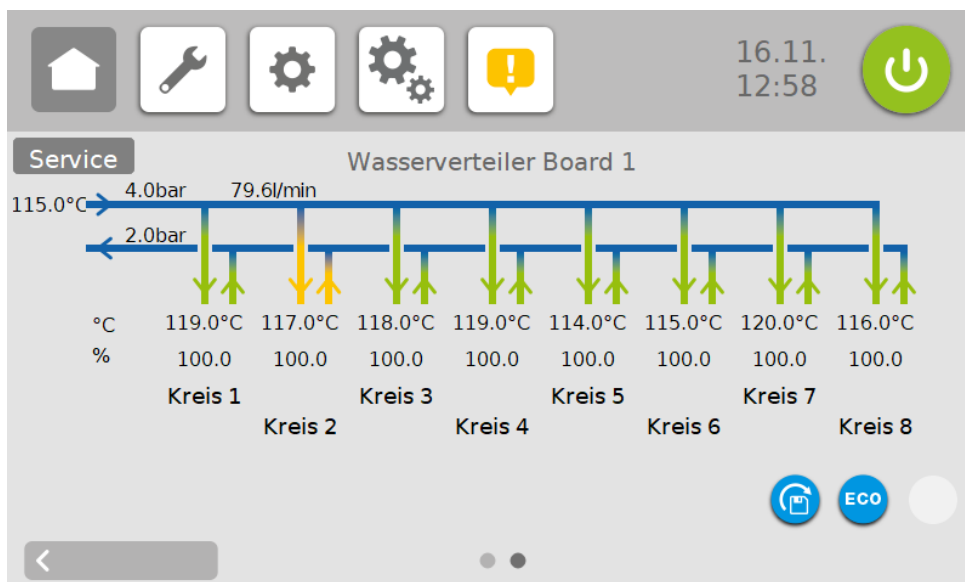 16.11.
12:58
Service
Wasserverteiler Board 1
4.0bar 79.6l/min
115.0°C
2.0bar
°C 119.0°C 117.0°C 118.0°C 119.0°C 114.0°C 115.0°C 120.0°C 116.0°C
% 100.0 100.0 100.0 100.0 100.0 100.0 100.0 100.0
Kreis 1 Kreis 3 Kreis 5 Kreis 7
Kreis 2 Kreis 4 Kreis 6 Kreis 8
ECO